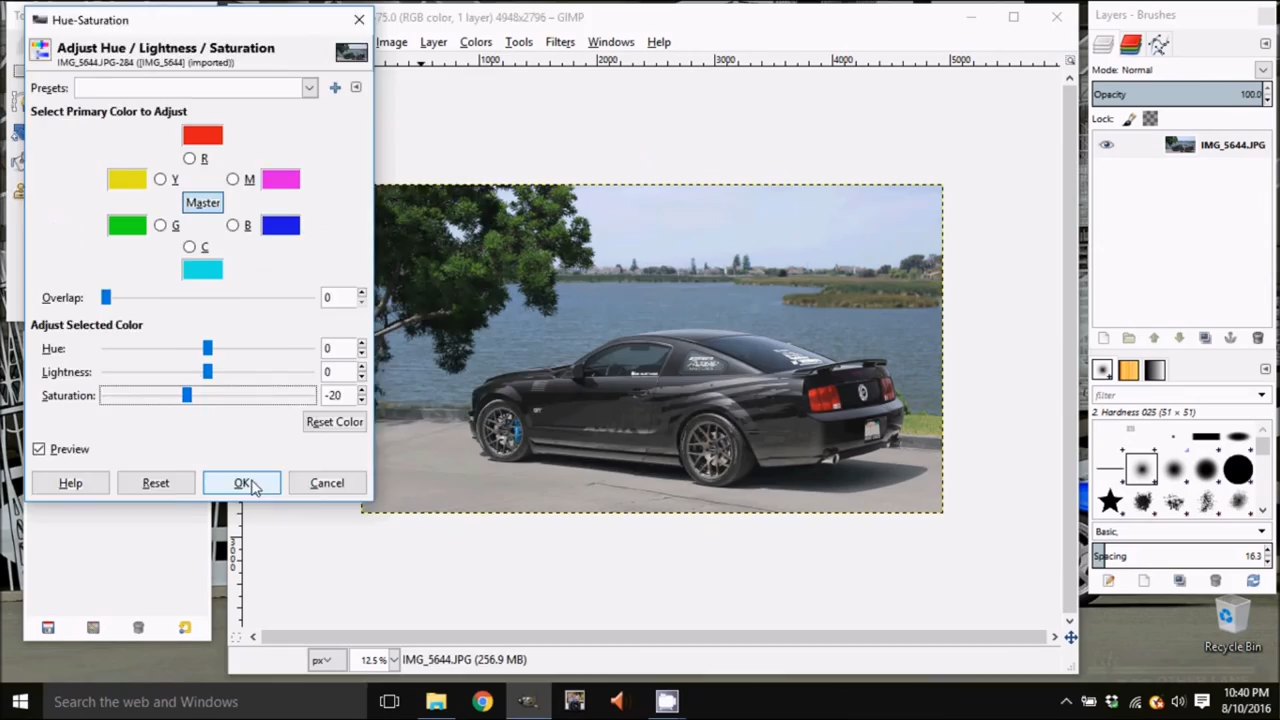 Hue-Saturation
75.0 (RGB color, 1 layer) 4948x2796 – GIMP
Layers - Brushes
Adjust Hue / Lightness / Saturation
IMG_5644.JPG-284 ([IMG_5644] (imported))
Image Layer Colors Tools Filters Windows Help
1000 2000 3000 4000 5000
Mode: Normal
Opacity 100.0
Lock:
IMG_5644.JPG
Presets:
Select Primary Color to Adjust
R
Y M
Master
G B
C
Overlap: 0
Adjust Selected Color
Hue: 0
Lightness: 0
Saturation: -20
Reset Color
Preview
Help Reset OK Cancel
filter
2. Hardness 025 (51 × 51)
Basic,
Spacing 16.3
3000
px 12.5 % IMG_5644.JPG (256.9 MB)
Recycle Bin
Search the web and Windows
10:40 PM
8/10/2016